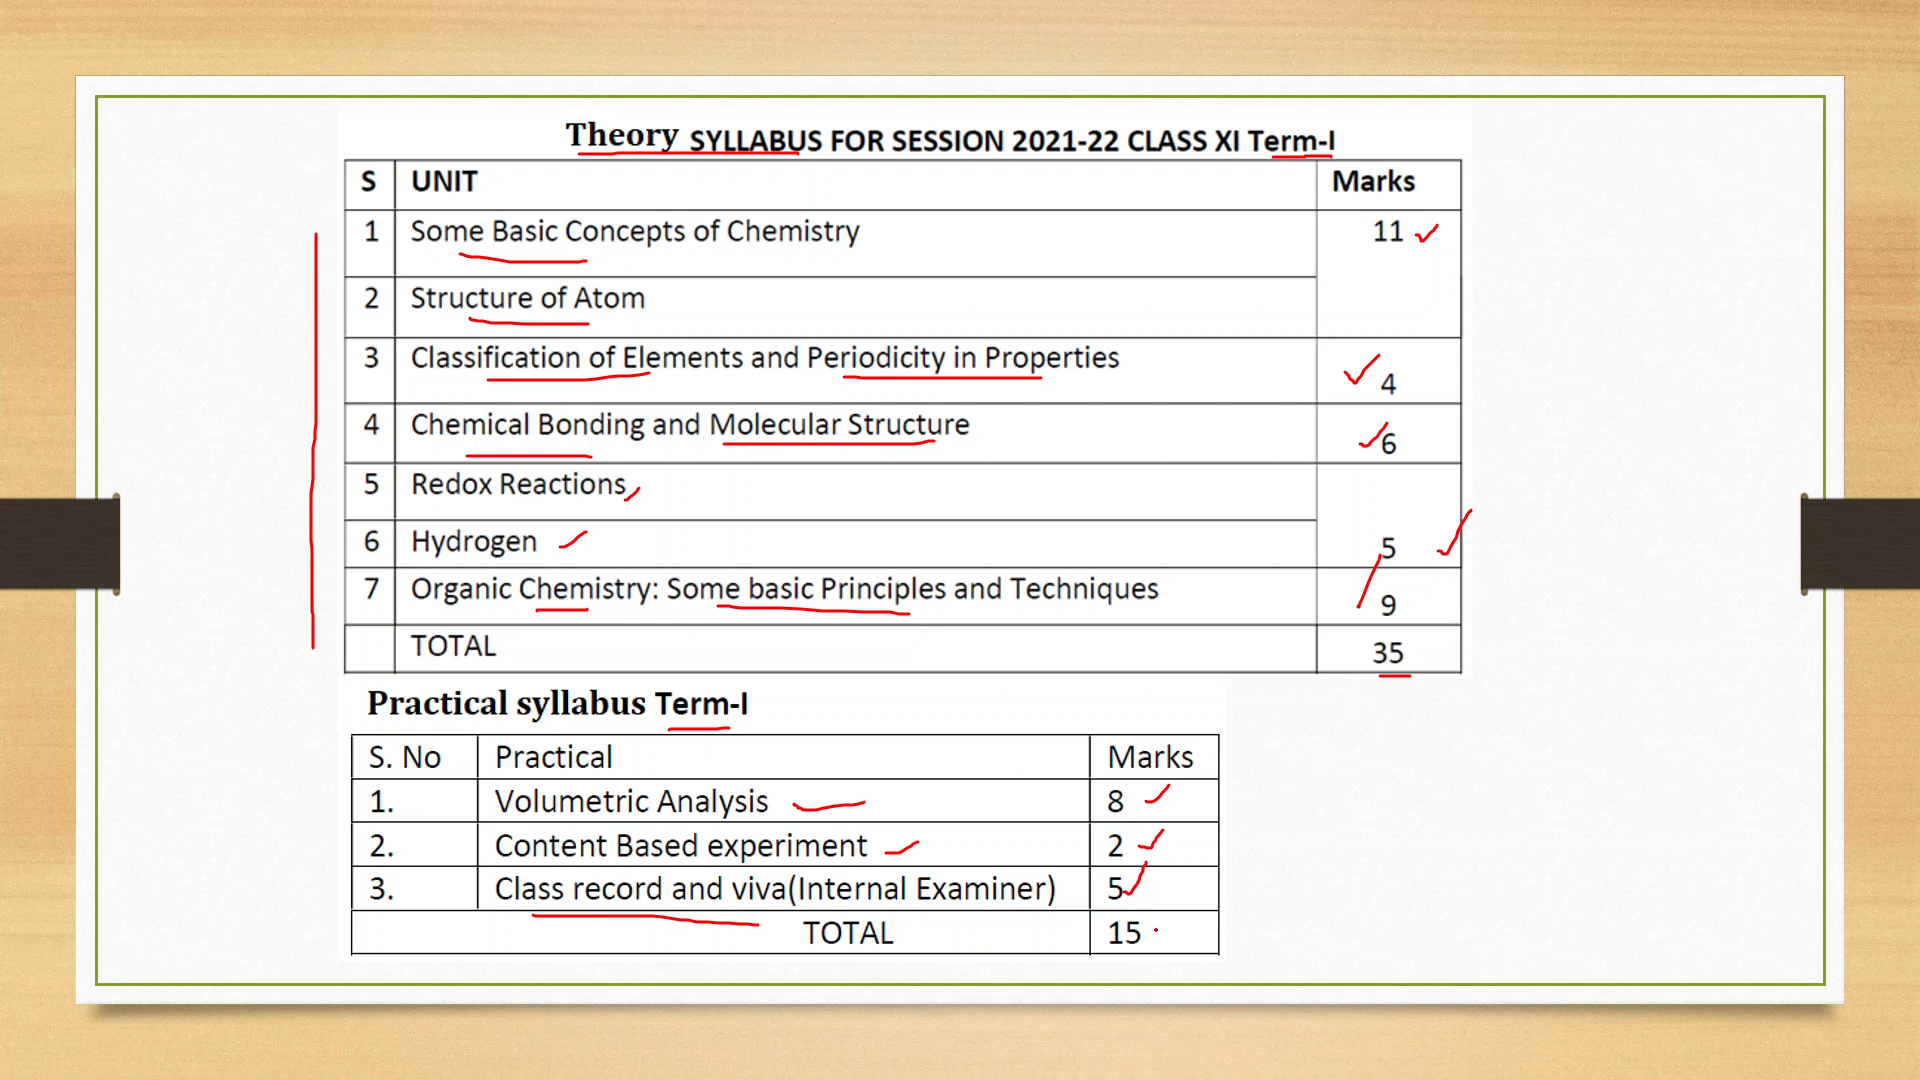 Theory SYLLABUS FOR SESSION 2021-22 CLASS XI Term-I
S UNIT Marks
1 Some Basic Concepts of Chemistry 11
2 Structure of Atom
3 Classification of Elements and Periodicity in Properties 4
4 Chemical Bonding and Molecular Structure 6
5 Redox Reactions
6 Hydrogen 5
7 Organic Chemistry: Some basic Principles and Techniques 9
TOTAL 35
Practical syllabus Term-I
S. No Practical Marks
1. Volumetric Analysis 8
2. Content Based experiment 2
3. Class record and viva(Internal Examiner) 5
TOTAL 15